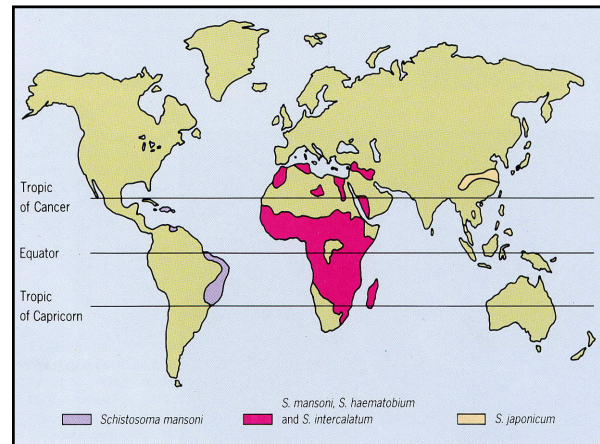 Tropic
of Cancer
Equator
Tropic
of Capricorn
Schistosoma mansoni
S. mansoni, S. haematobium
and S. intercalatum
S. japonicum